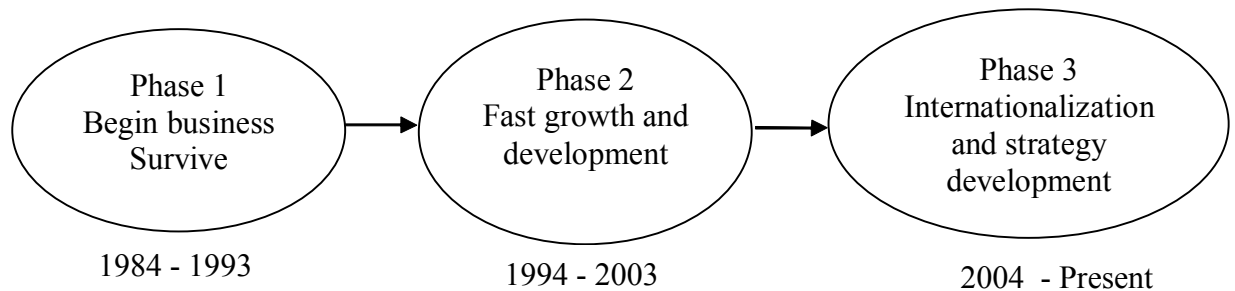 Phase 1
Begin business
Survive
Phase 2
Fast growth and
development
Phase 3
Internationalization
and strategy
development
1984 - 1993
1994 - 2003
2004 - Present